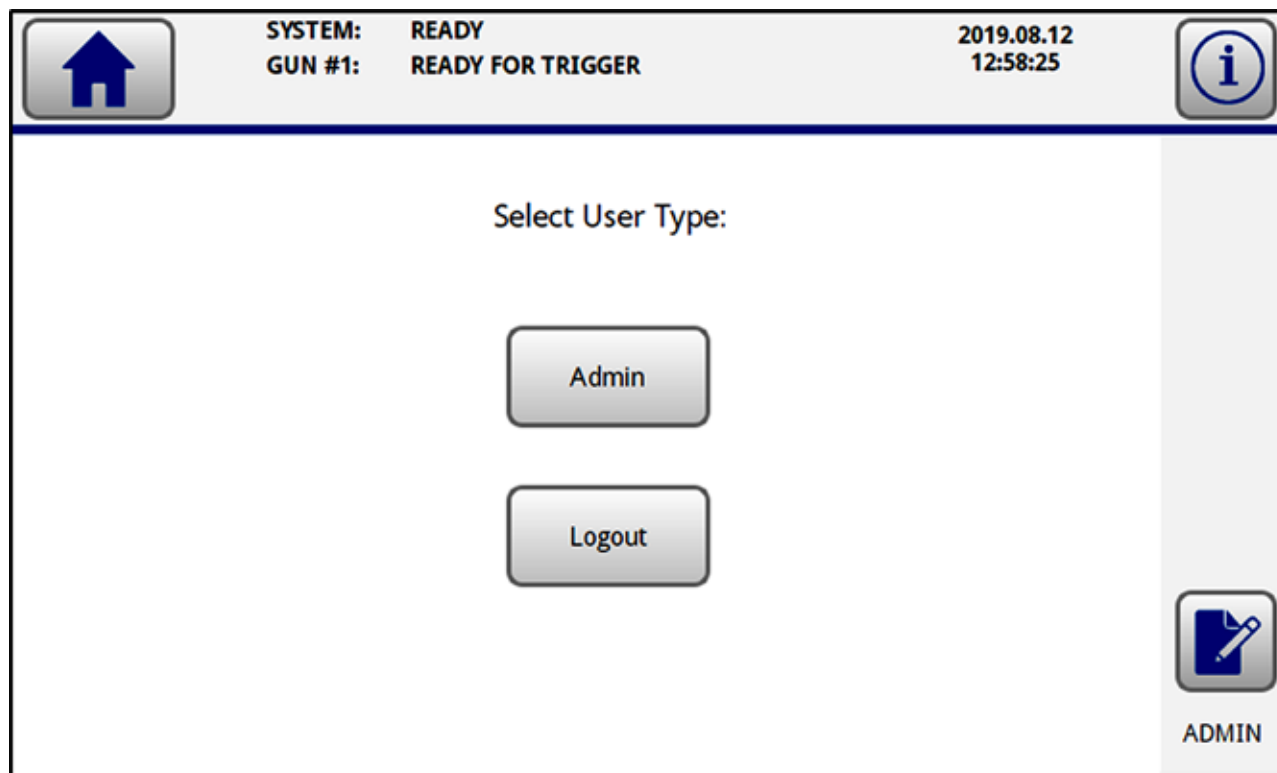 SYSTEM: READY
GUN #1: READY FOR TRIGGER
2019.08.12
12:58:25
i
Select User Type:
Admin
Logout
ADMIN